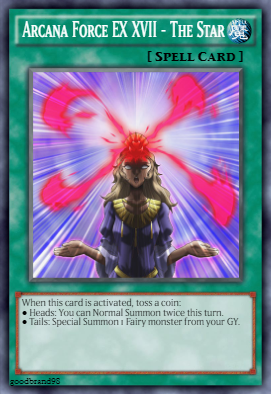 Arcana Force EX XVII - The Star
[ Spell Card ]
When this card is activated, toss a coin:
● Heads: You can Normal Summon twice this turn.
● Tails: Special Summon 1 Fairy monster from your GY.
goodbrand98